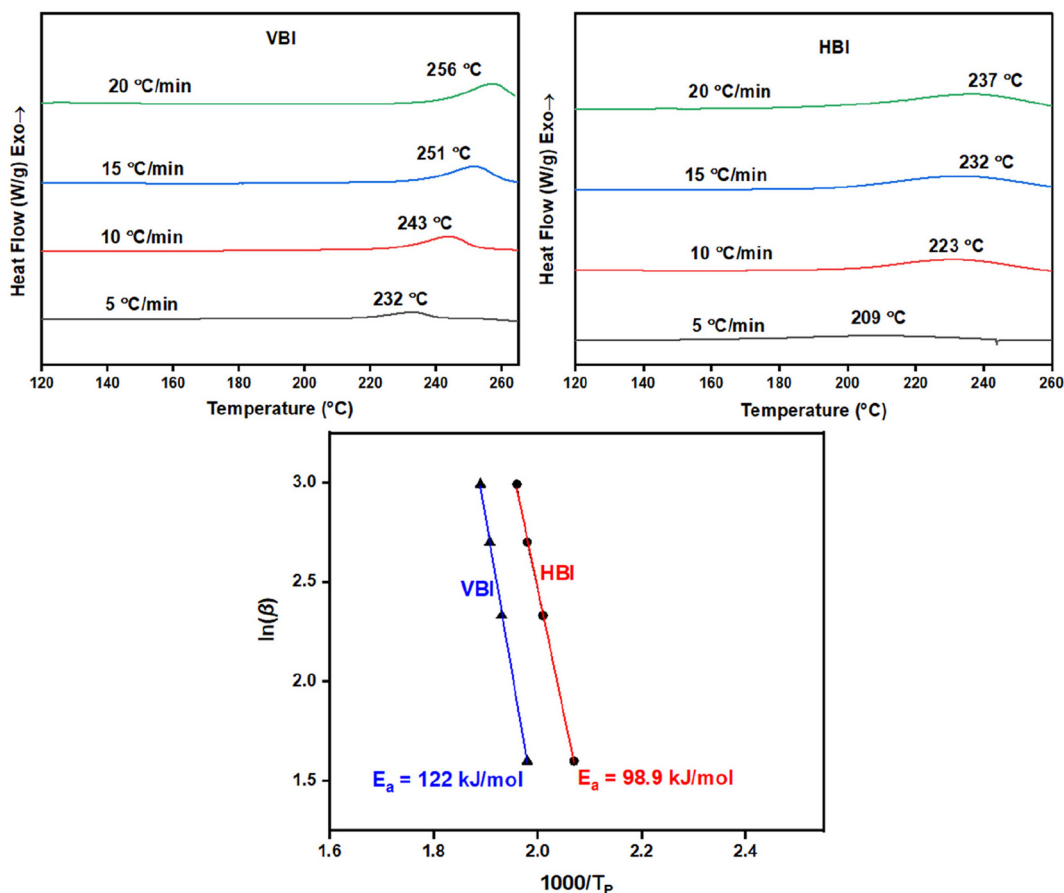 VBI
20 °C/min
256 °C
15 °C/min
251 °C
10 °C/min
243 °C
5 °C/min
232 °C
Heat Flow (W/g) Exo→
120 140 160 180 200 220 240 260
Temperature (°C)
HBI
20 °C/min
237 °C
15 °C/min
232 °C
10 °C/min
223 °C
5 °C/min
209 °C
Heat Flow (W/g) Exo→
120 140 160 180 200 220 240 260
Temperature (°C)
3.0
2.5
2.0
1.5
ln(β)
VBI
HBI
Ea = 122 kJ/mol
Ea = 98.9 kJ/mol
1.6 1.8 2.0 2.2 2.4
1000/TP